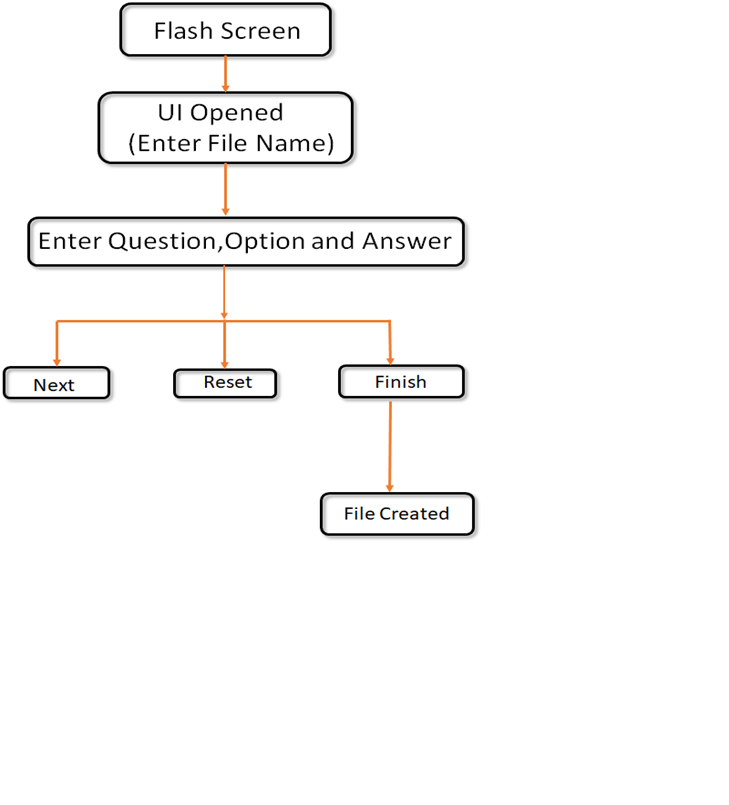 Flash Screen
UI Opened
(Enter File Name)
Enter Question,Option and Answer
Next
Reset
Finish
File Created